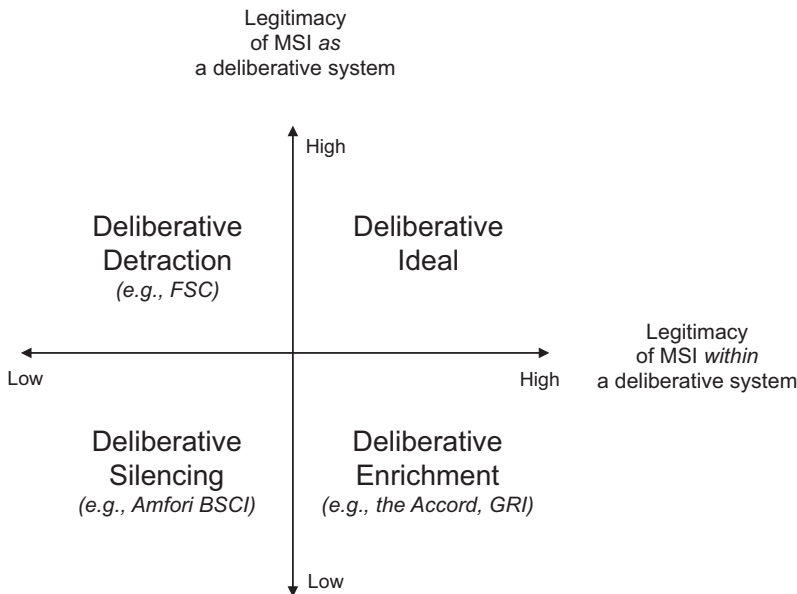 Legitimacy
of MSI as
a deliberative system
High
Deliberative
Detraction
(e.g., FSC)
Deliberative
Ideal
Legitimacy
of MSI within
a deliberative system
Low
High
Deliberative
Silencing
(e.g., Amfori BSCI)
Deliberative
Enrichment
(e.g., the Accord, GRI)
Low